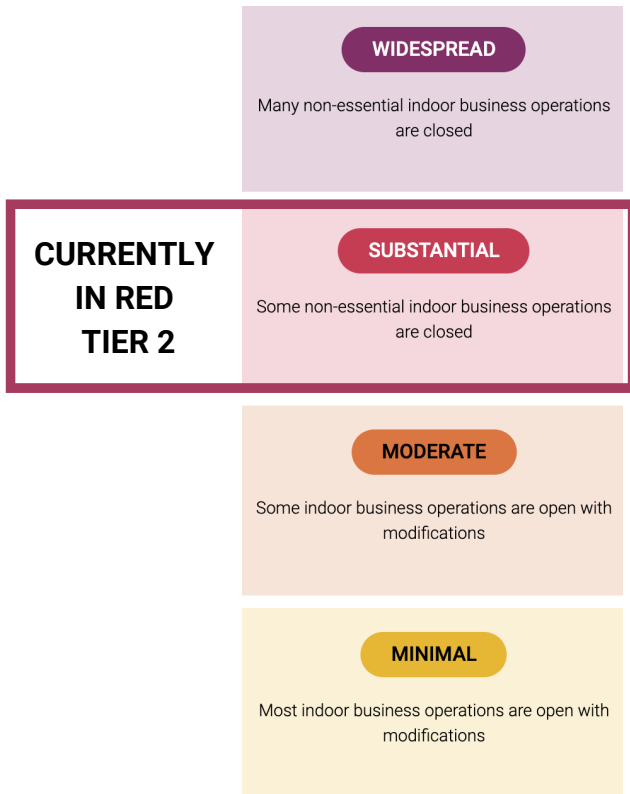 WIDESPREAD
Many non-essential indoor business operations
are closed
CURRENTLY
IN RED
TIER 2
SUBSTANTIAL
Some non-essential indoor business operations
are closed
MODERATE
Some indoor business operations are open with
modifications
MINIMAL
Most indoor business operations are open with
modifications